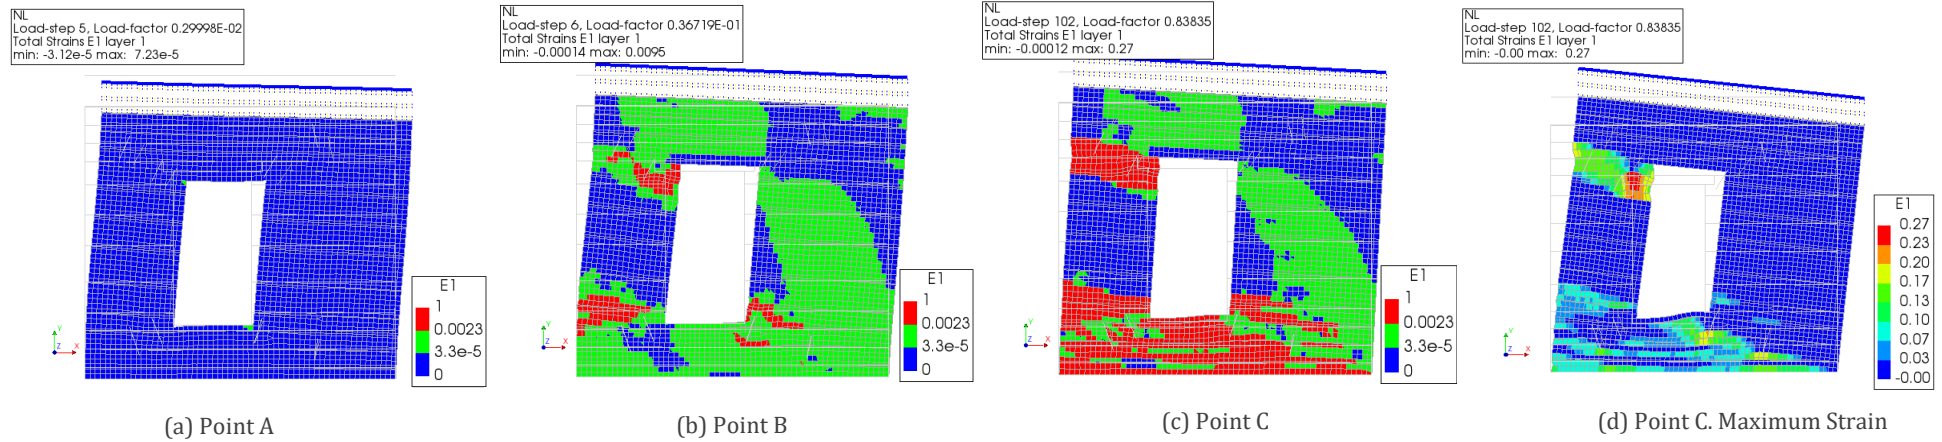 NL
Load-step 5, Load-factor 0.29998E-02
Total Strains E1 layer 1
min: -3.12e-5 max: 7.23e-5
E1
1
0.0023
3.3e-5
0
Y
Z X
(a) Point A
NL
Load-step 6, Load-factor 0.36719E-01
Total Strains E1 layer 1
min: -0.00014 max: 0.0095
E1
1
0.0023
3.3e-5
0
Y
Z X
(b) Point B
NL
Load-step 102, Load-factor 0.83835
Total Strains E1 layer 1
min: -0.00012 max: 0.27
E1
1
0.0023
3.3e-5
0
Y
Z X
(c) Point C
NL
Load-step 102, Load-factor 0.83835
Total Strains E1 layer 1
min: -0.00 max: 0.27
E1
0.27
0.23
0.20
0.17
0.13
0.10
0.07
0.03
-0.00
Y
Z X
(d) Point C. Maximum Strain